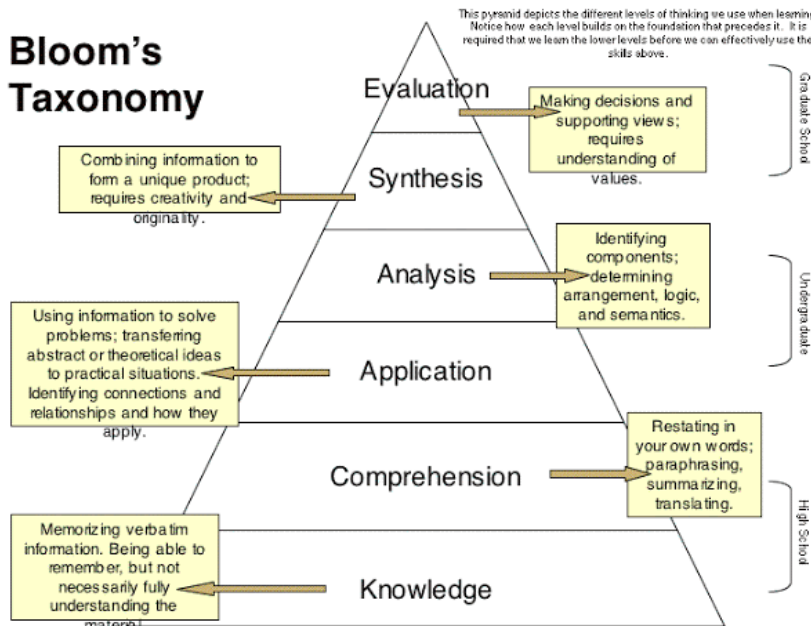 Bloom's
Taxonomy
This pyramid depicts the different levels of thinking we use when learning
Notice how each level builds on the foundation that precedes it. It is
required that we learn the lower levels before we can effectively use the
skills above.
Evaluation
Making decisions and
supporting views;
requires
understanding of
values.
Graduate School
Combining information to
form a unique product;
requires creativity and
originality.
Synthesis
Analysis
Identifying
components;
determining
arrangement, logic,
and semantics.
Undergraduate
Using information to solve
problems; transferring
abstract or theoretical ideas
to practical situations.
Identifying connections and
relationships and how they
apply.
Application
Comprehension
Restating in
your own words;
paraphrasing,
summarizing,
translating.
High School
Memorizing verbatim
information. Being able to
remember, but not
necessarily fully
understanding the
Knowledge